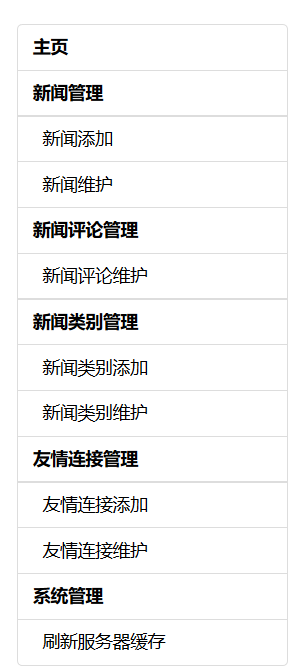 主页
新闻管理
新闻添加
新闻维护
新闻评论管理
新闻评论维护
新闻类别管理
新闻类别添加
新闻类别维护
友情连接管理
友情连接添加
友情连接维护
系统管理
刷新服务器缓存